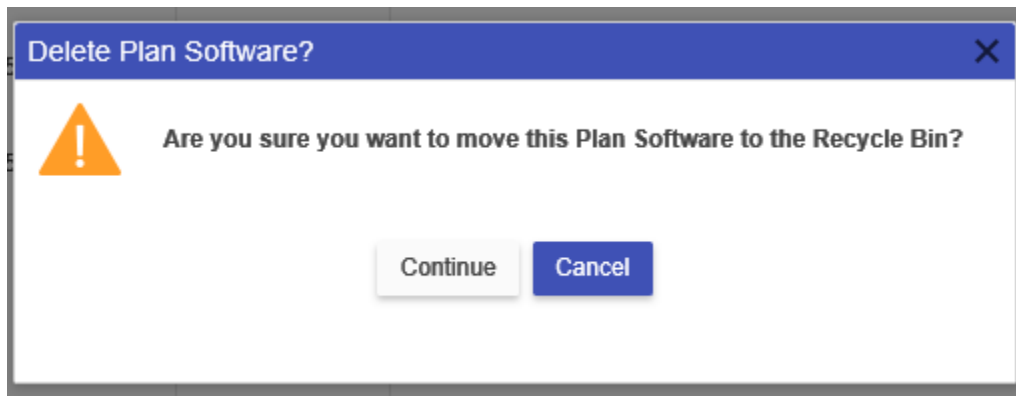 Delete Plan Software?
Are you sure you want to move this Plan Software to the Recycle Bin?
Continue
Cancel